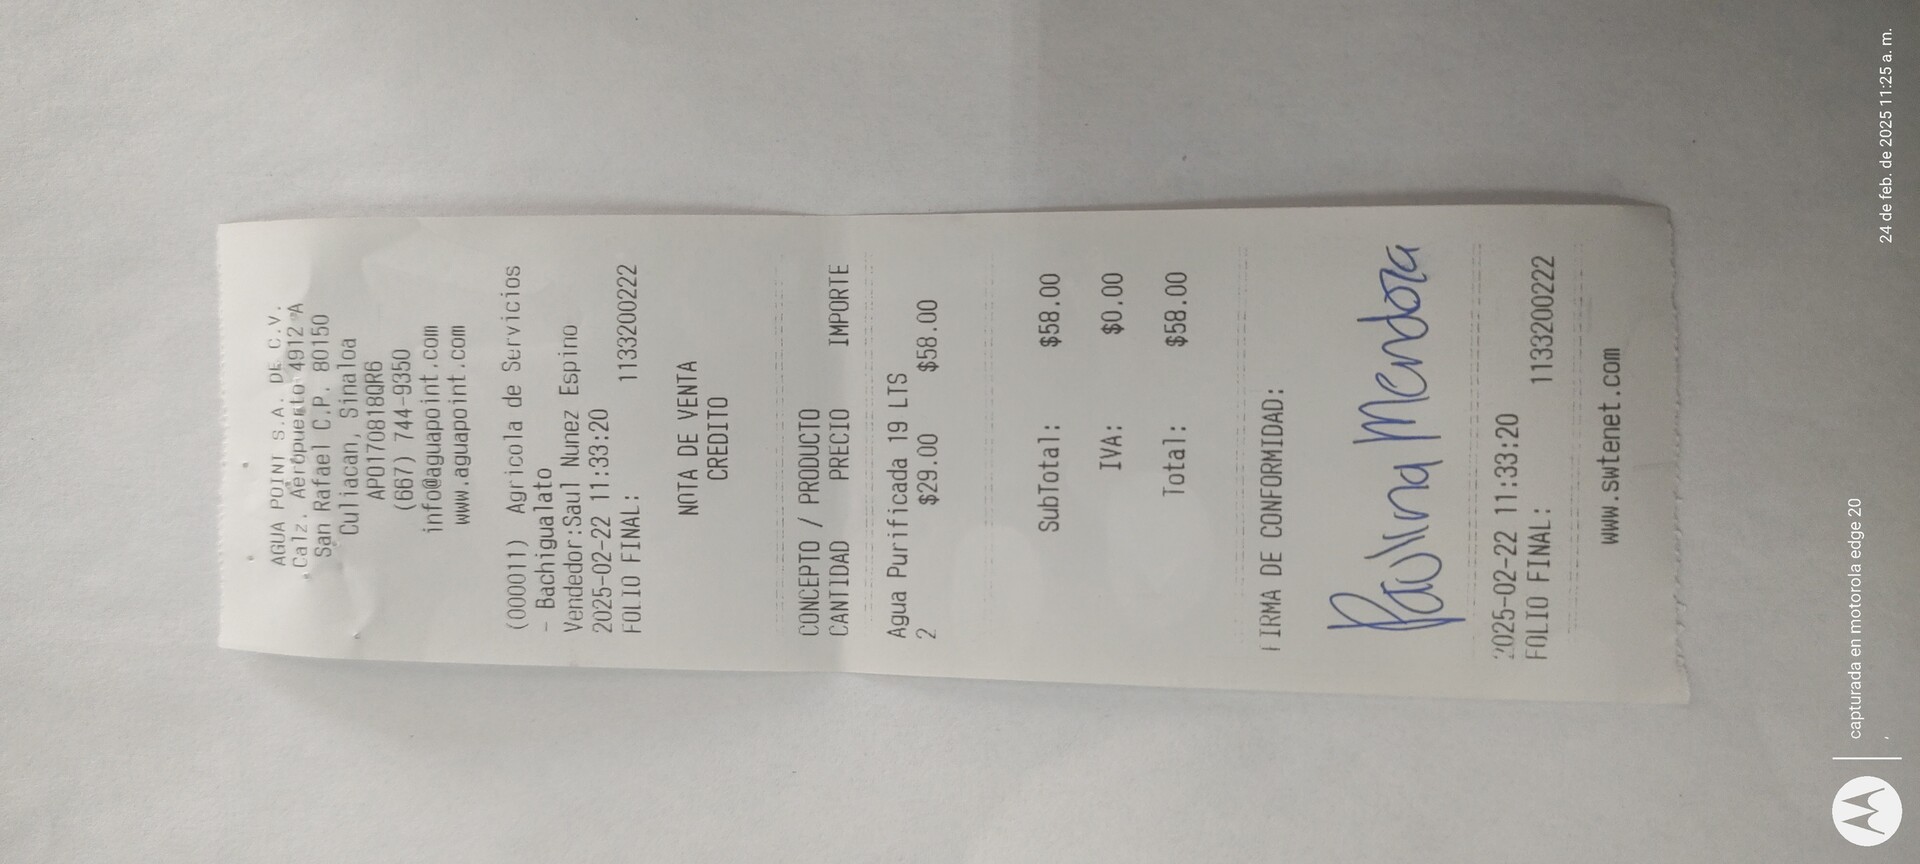 AGUA POINT S.A. DE C.V.
Calz. Aeropuerto 4912 A
San Rafael C.P. 80150
Culiacan, Sinaloa
APO170818QR6
(667) 744-9350
info@aguapoint.com
www.aguapoint.com
(000011) Agricola de Servicios
- Bachigualato
Vendedor:Saul Nunez Espino
2025-02-22 11:33:20
FOLIO FINAL: 1133200222
NOTA DE VENTA
CREDITO
CONCEPTO / PRODUCTO
CANTIDAD PRECIO IMPORTE
Agua Purificada 19 LTS
2 $29.00 $58.00
SubTotal: $58.00
IVA: $0.00
Total: $58.00
FIRMA DE CONFORMIDAD:
Paulina Mendoza
2025-02-22 11:33:20
FOLIO FINAL: 1133200222
www.swtenet.com
capturada en motorola edge 20
24 de feb. de 2025 11:25 a. m.